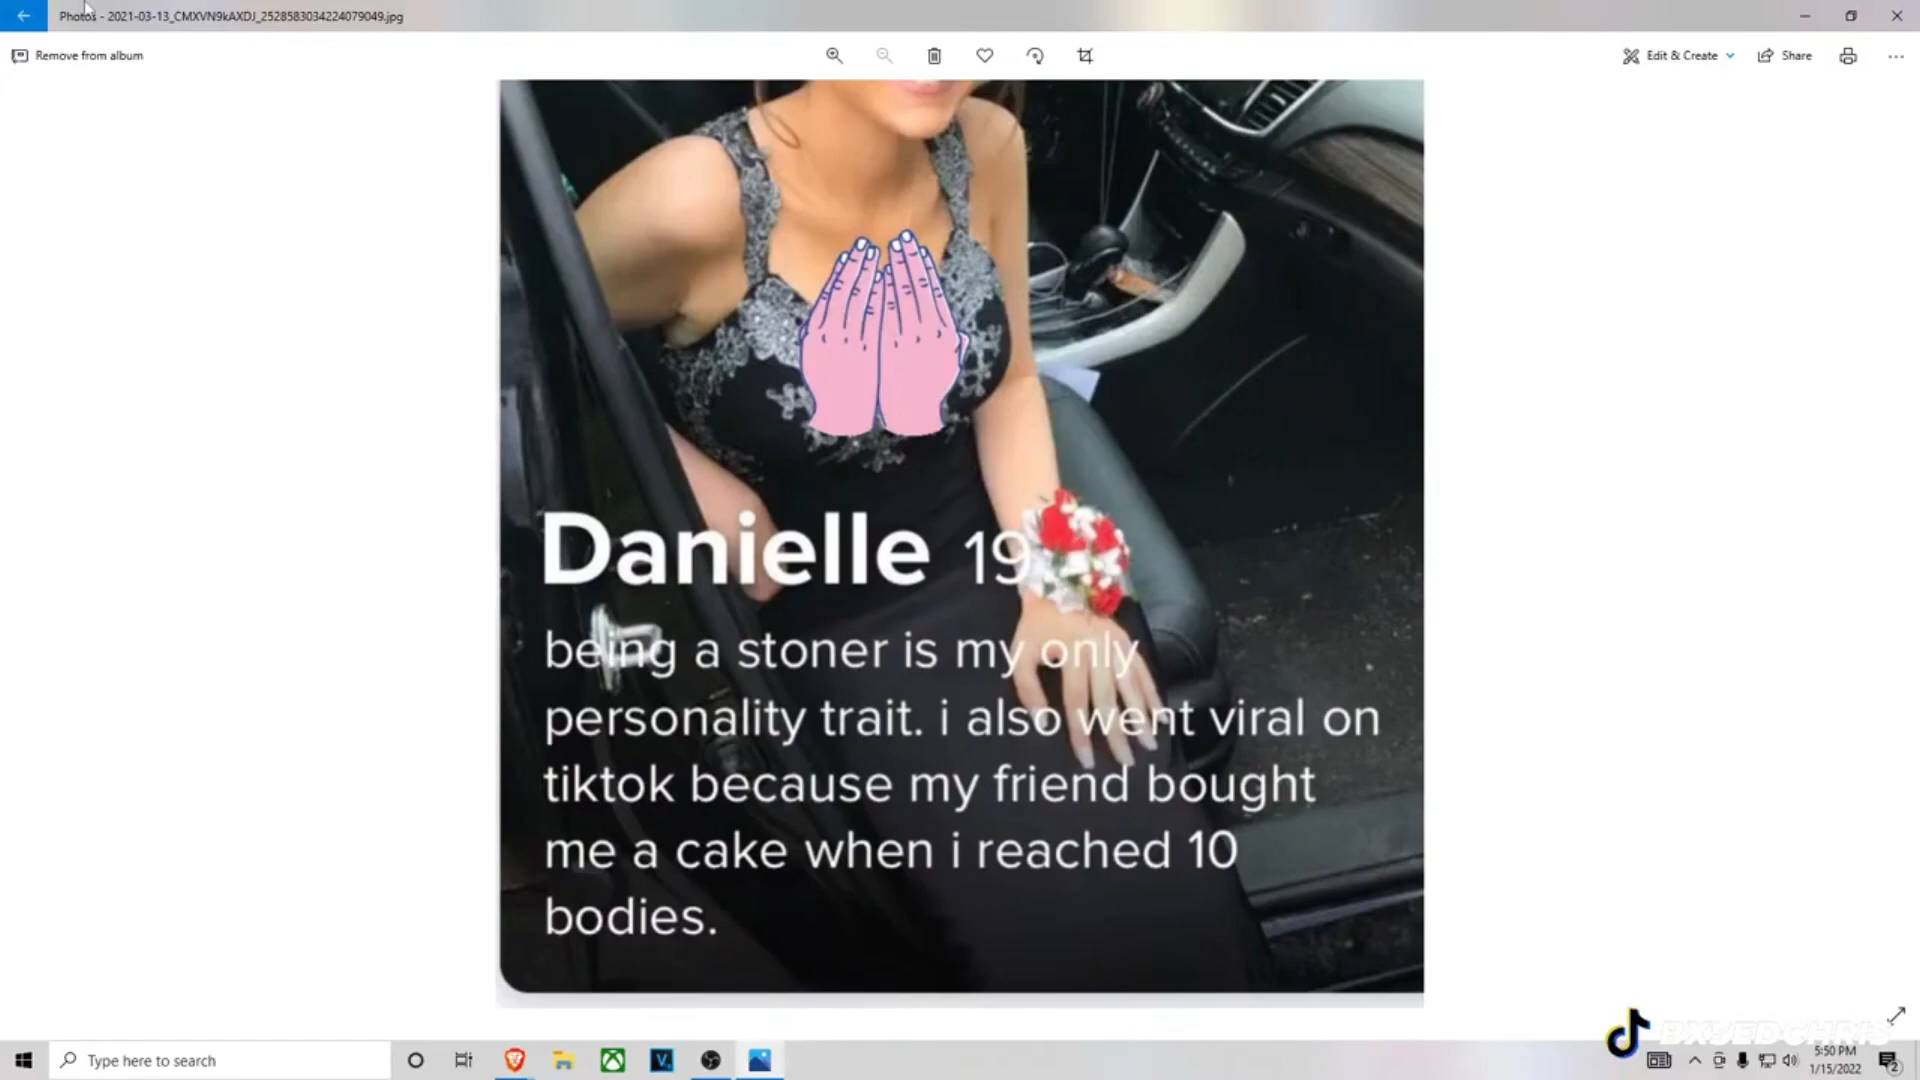 Photos - 2021-03-13_CMXVN9kAXDJ_2528583034224079049.jpg
Remove from album
Edit & Create
Share
Danielle 19
being a stoner is my only
personality trait. i also went viral on
tiktok because my friend bought
me a cake when i reached 10
bodies.
BXSEDCHRIS
Type here to search
5:50 PM
1/15/2022
2